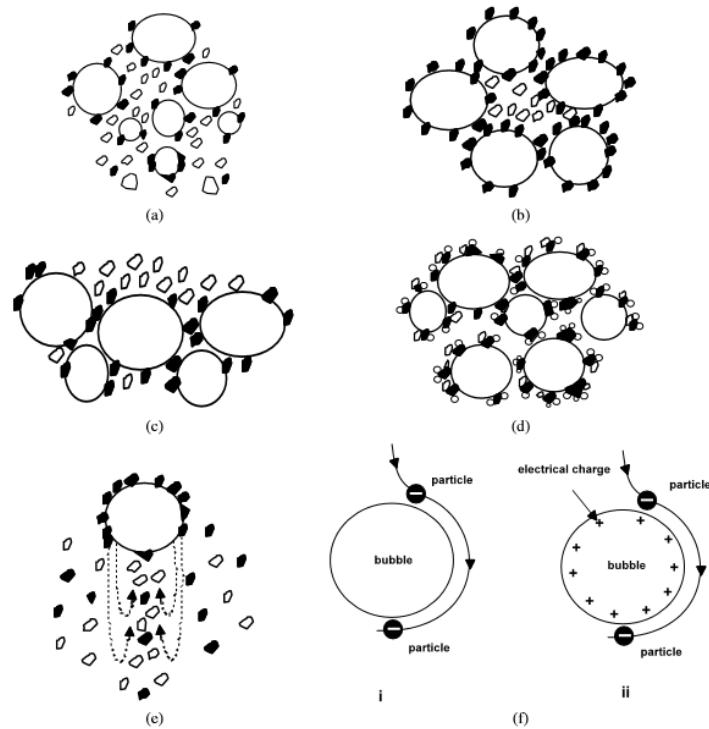 (a)
(b)
(c)
(d)
particle
bubble
particle
i
electrical charge
particle
+ + + + + + + + +
bubble
particle
ii
(e)
(f)